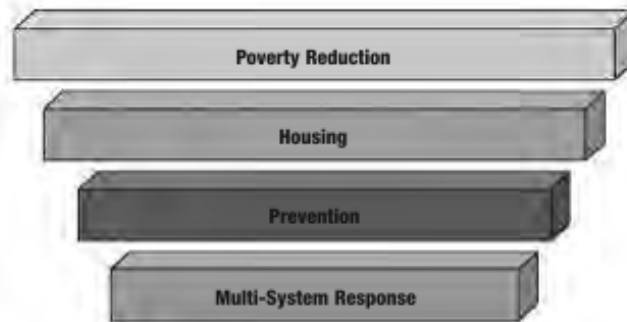 Poverty Reduction
Housing
Prevention
Multi-System Response